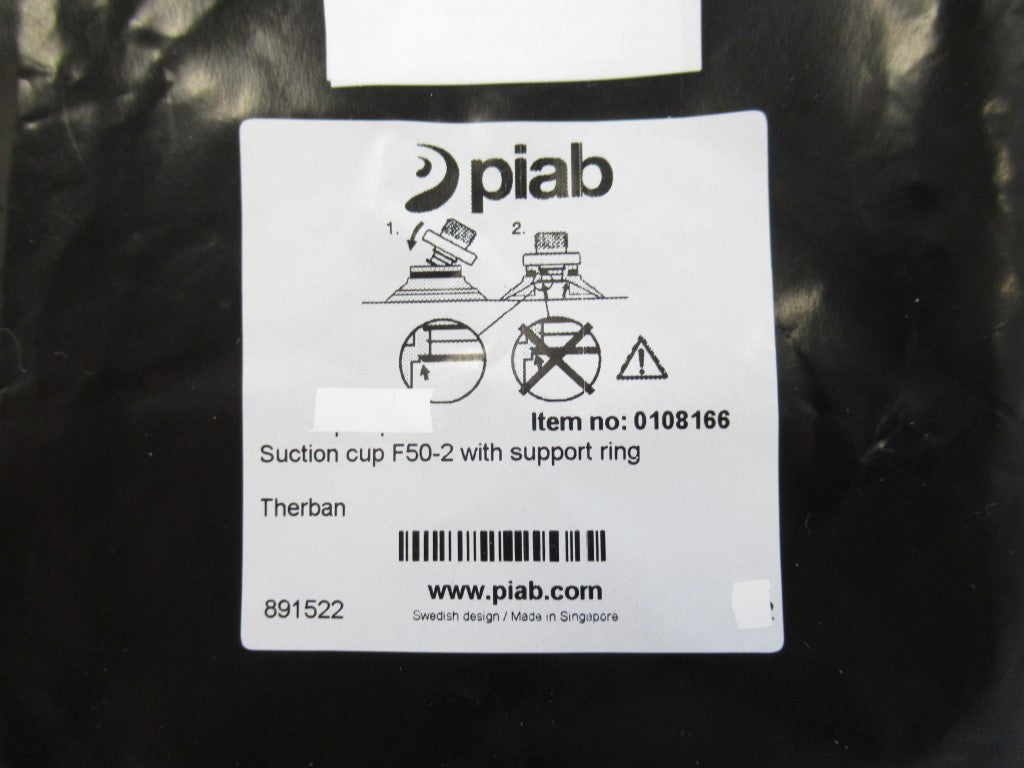 piab
1. 2.
Item no: 0108166
Suction cup F50-2 with support ring
Therban
www.piab.com
891522
Swedish design / Made in Singapore